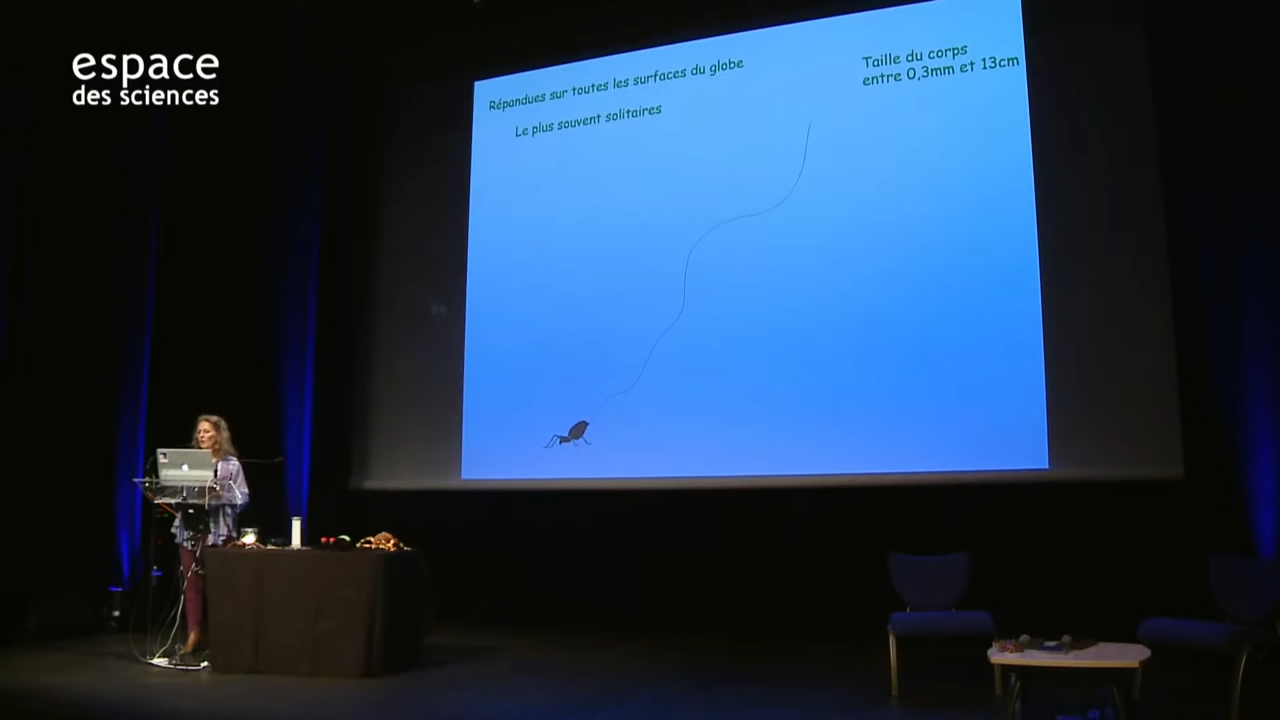 espace
des sciences
Répandues sur toutes les surfaces du globe
Le plus souvent solitaires
Taille du corps
entre 0,3mm et 13cm